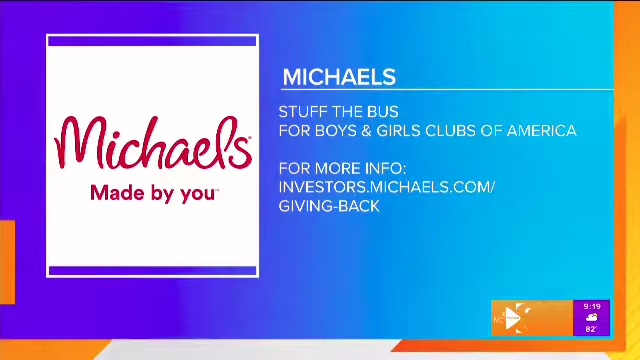 Michaels®
Made by you™
MICHAELS
STUFF THE BUS
FOR BOYS & GIRLS CLUBS OF AMERICA
FOR MORE INFO:
INVESTORS.MICHAELS.COM/
GIVING-BACK
9:19
82°